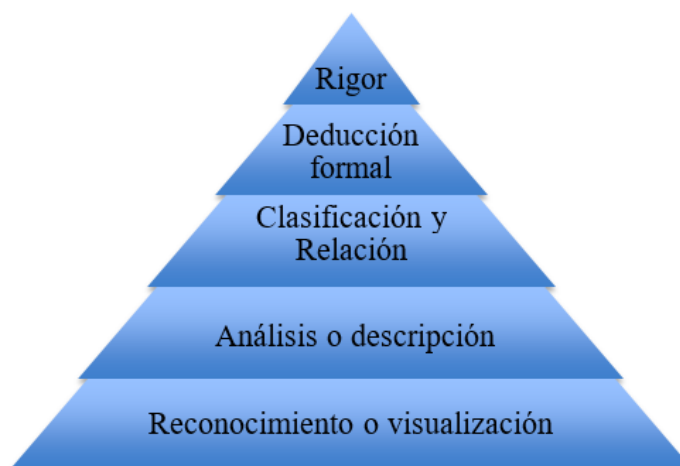 Rigor
Deducción
formal
Clasificación y
Relación
Análisis o descripción
Reconocimiento o visualización